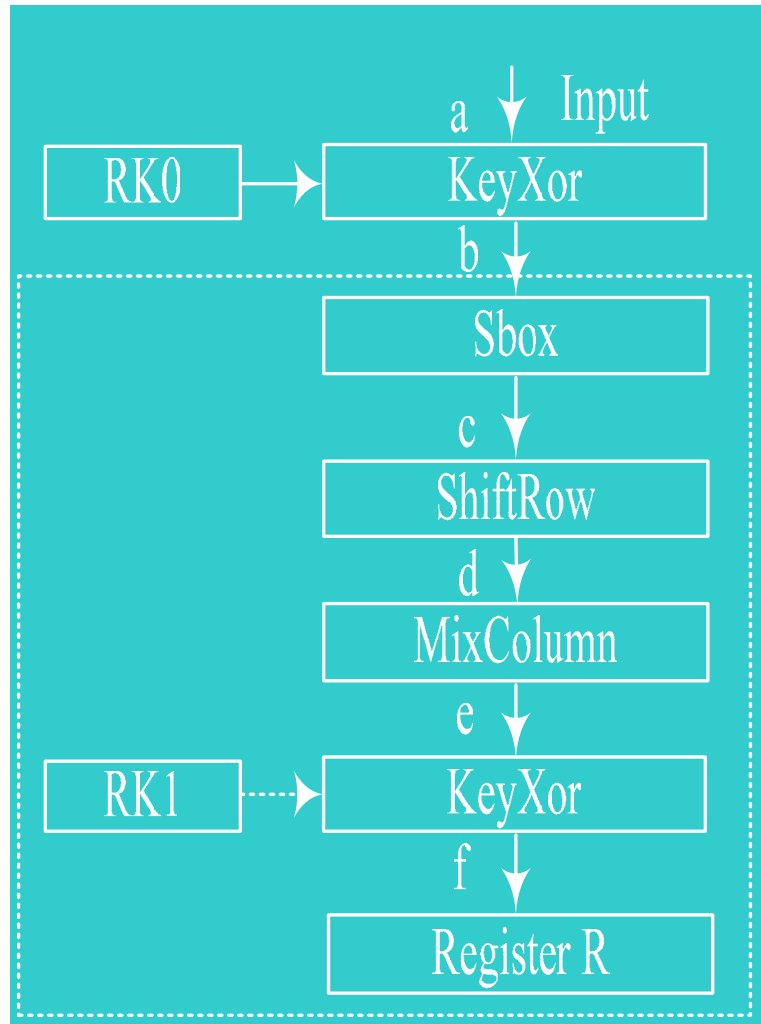 a
Input
RK0
KeyXor
b
Sbox
c
ShiftRow
d
MixColumn
e
RK1
KeyXor
f
Register R